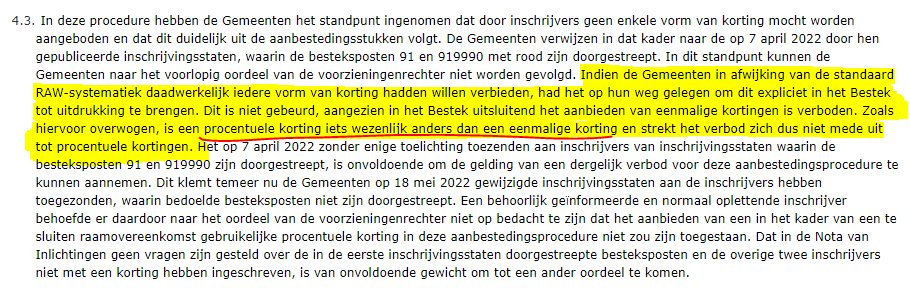 4.3. In deze procedure hebben de Gemeenten het standpunt ingenomen dat door inschrijvers geen enkele vorm van korting mocht worden
aangeboden en dat dit duidelijk uit de aanbestedingsstukken volgt. De Gemeenten verwijzen in dat kader naar de op 7 april 2022 door hen
gepubliceerde inschrijvingsstaten, waarin de besteksposten 91 en 919990 met rood zijn doorgestreept. In dit standpunt kunnen de
Gemeenten naar het voorlopig oordeel van de voorzieningenrechter niet worden gevolgd. Indien de Gemeenten in afwijking van de standaard
RAW-systematiek daadwerkelijk iedere vorm van korting hadden willen verbieden, had het op hun weg gelegen om dit expliciet in het Bestek
tot uitdrukking te brengen. Dit is niet gebeurd, aangezien in het Bestek uitsluitend het aanbieden van eenmalige kortingen is verboden. Zoals
hiervoor overwogen, is een procentuele korting iets wezenlijk anders dan een eenmalige korting en strekt het verbod zich dus niet mede uit
tot procentuele kortingen. Het op 7 april 2022 zonder enige toelichting toezenden aan inschrijvers van inschrijvingsstaten waarin de
besteksposten 91 en 919990 zijn doorgestreept, is onvoldoende om de gelding van een dergelijk verbod voor deze aanbestedingsprocedure te
kunnen aannemen. Dit klemt temeer nu de Gemeenten op 18 mei 2022 gewijzigde inschrijvingsstaten aan de inschrijvers hebben
toegezonden, waarin bedoelde besteksposten niet zijn doorgestreept. Een behoorlijk geïnformeerde en normaal oplettende inschrijver
behoefde er daardoor naar het oordeel van de voorzieningenrechter niet op bedacht te zijn dat het aanbieden van een in het kader van een te
sluiten raamovereenkomst gebruikelijke procentuele korting in deze aanbestedingsprocedure niet zou zijn toegestaan. Dat in de Nota van
Inlichtingen geen vragen zijn gesteld over de in de eerste inschrijvingsstaten doorgestreepte besteksposten en de overige twee inschrijvers
niet met een korting hebben ingeschreven, is van onvoldoende gewicht om tot een ander oordeel te komen.